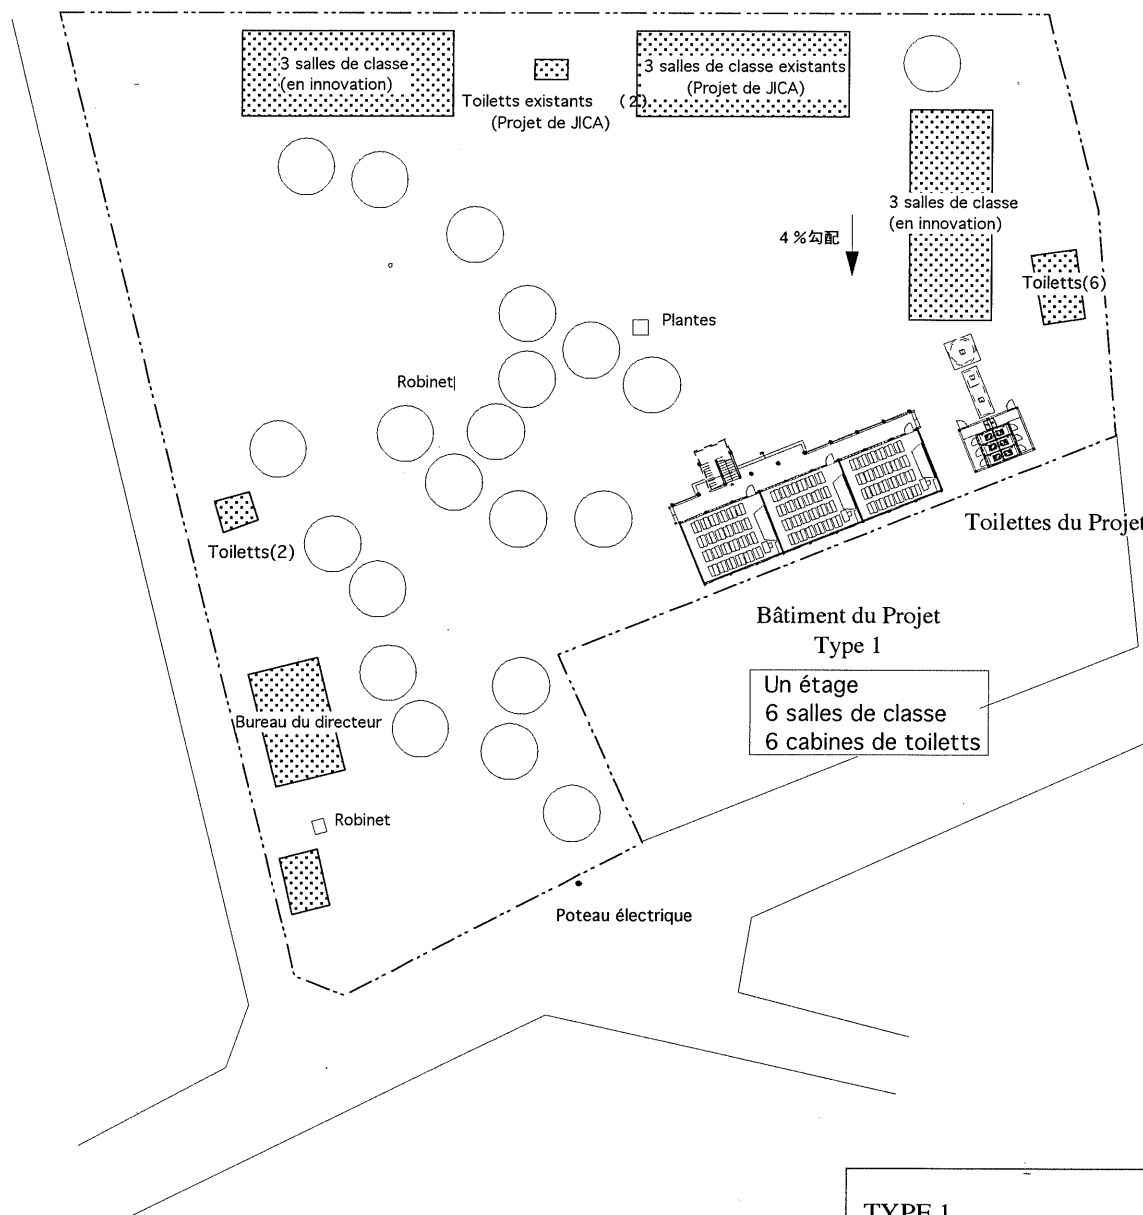 3 salles de classe
(en innovation)
Toiletts existants (2)
(Projet de JICA)
3 salles de classe existants
(Projet de JICA)
3 salles de classe
(en innovation)
4%勾配
Toiletts(6)
Plantes
Robinet
Toilettes du Projet
Toiletts(2)
Bâtiment du Projet
Type 1
Un étage
6 salles de classe
6 cabines de toiletts
Bureau du directeur
Robinet
Poteau électrique
TYPE 1